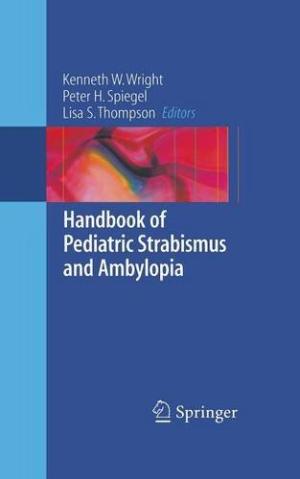 Kenneth W. Wright
Peter H. Spiegel
Lisa S. Thompson Editors
Handbook of
Pediatric Strabismus
and Ambylopia
Springer